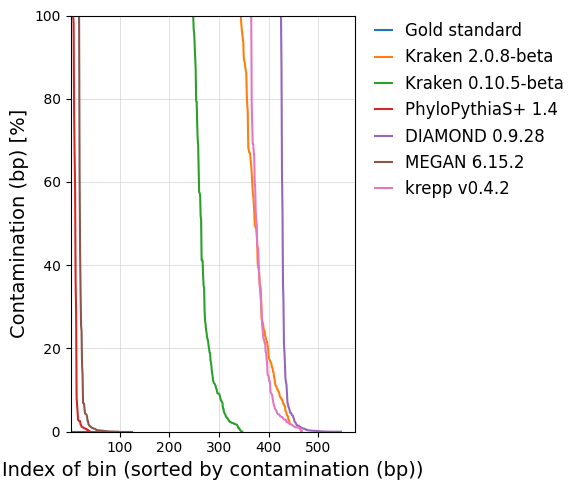 100
80
60
40
20
0
Contamination (bp) [%]
100 200 300 400 500
Index of bin (sorted by contamination (bp))
Gold standard
Kraken 2.0.8-beta
Kraken 0.10.5-beta
PhyloPythiaS+ 1.4
DIAMOND 0.9.28
MEGAN 6.15.2
krepp v0.4.2